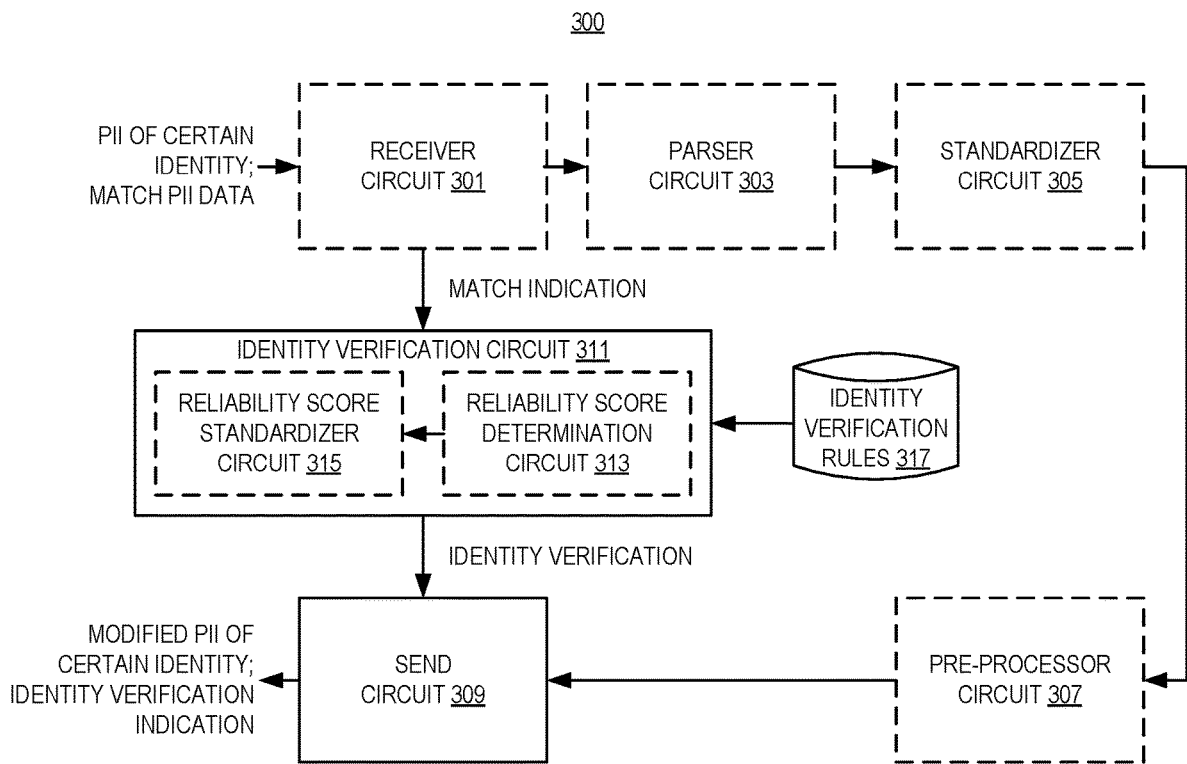 300
PII OF CERTAIN
IDENTITY;
MATCH PII DATA
RECEIVER
CIRCUIT 301
PARSER
CIRCUIT 303
STANDARDIZER
CIRCUIT 305
MATCH INDICATION
IDENTITY VERIFICATION CIRCUIT 311
RELIABILITY SCORE
STANDARDIZER
CIRCUIT 315
RELIABILITY SCORE
DETERMINATION
CIRCUIT 313
IDENTITY
VERIFICATION
RULES 317
IDENTITY VERIFICATION
MODIFIED PII OF
CERTAIN IDENTITY;
IDENTITY VERIFICATION
INDICATION
SEND
CIRCUIT 309
PRE-PROCESSOR
CIRCUIT 307